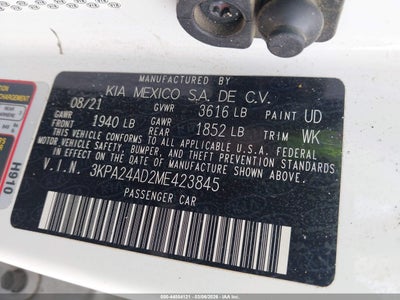 MANUFACTURED BY
KIA MEXICO S.A. DE C.V.
08/21 GVWR 3616 LB PAINT UD
GAWR FRONT 1940 LB GAWR REAR 1852 LB TRIM WK
THIS VEHICLE CONFORMS TO ALL APPLICABLE U.S.A. FEDERAL
MOTOR VEHICLE SAFETY, BUMPER, AND THEFT PREVENTION
STANDARDS IN EFFECT ON THE DATE OF MANUFACTURE SHOWN ABOVE.
V.I.N. 3KPA24AD2ME423845
PASSENGER CAR
H910